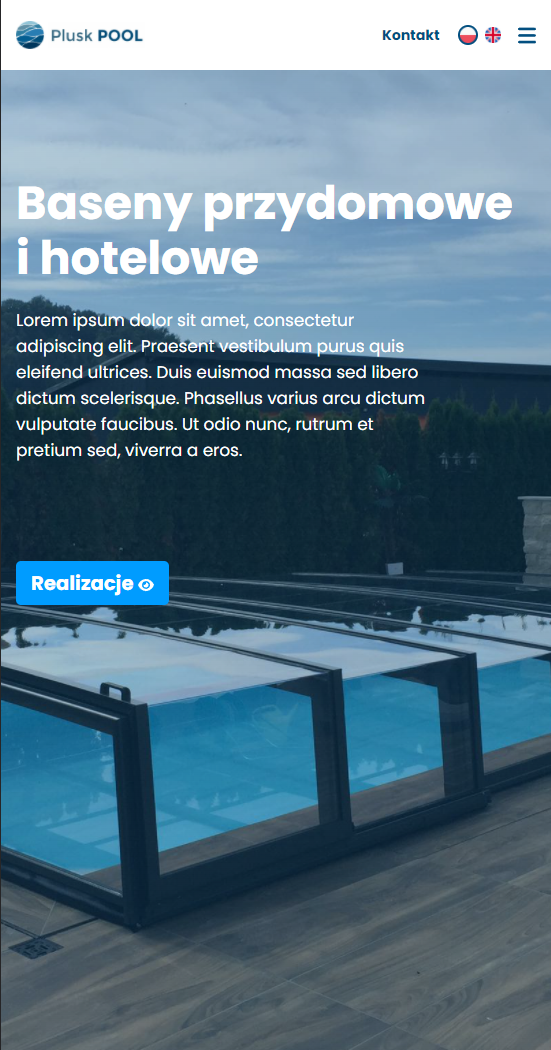 Plusk POOL
Kontakt
Baseny przydomowe
i hotelowe
Lorem ipsum dolor sit amet, consectetur
adipiscing elit. Praesent vestibulum purus quis
eleifend ultrices. Duis euismod massa sed libero
dictum scelerisque. Phasellus varius arcu dictum
vulputate faucibus. Ut odio nunc, rutrum et
pretium sed, viverra a eros.
Realizacje